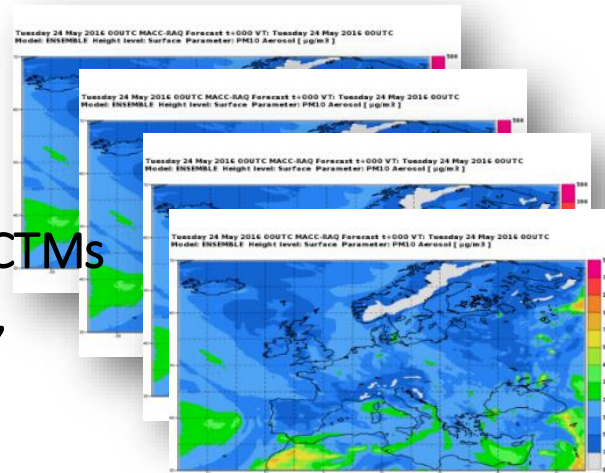 Tuesday 24 May 2016 00UTC MACC-RAQ Forecast t+000 VT: Tuesday 24 May 2016 00UTC
Model: ENSEMBLE Height level: Surface Parameter: PM10 Aerosol [ µg/m3 ]
500
Tuesday 24 May 2016 00UTC MACC-RAQ Forecast t+000 VT: Tuesday 24 May 2016 00UTC
Model: ENSEMBLE Height level: Surface Parameter: PM10 Aerosol [ µg/m3 ]
500
Tuesday 24 May 2016 00UTC MACC-RAQ Forecast t+000 VT: Tuesday 24 May 2016 00UTC
Model: ENSEMBLE Height level: Surface Parameter: PM10 Aerosol [ µg/m3 ]
500
200
CTMs
Tuesday 24 May 2016 00UTC MACC-RAQ Forecast t+000 VT: Tuesday 24 May 2016 00UTC
Model: ENSEMBLE Height level: Surface Parameter: PM10 Aerosol [ µg/m3 ]